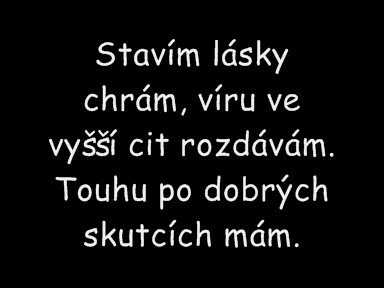 Stavím lásky
chrám, víru ve
vyšší cit rozdávám.
Touhu po dobrých
skutcích mám.